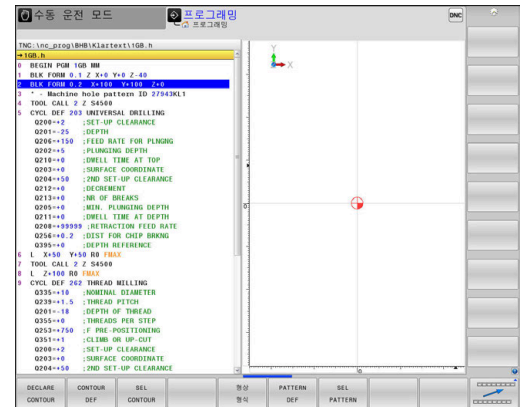 수동 운전 모드
프로그래밍
프로그래밍
DNC
TNC:\nc_prog\BHB\Klartext\1GB.h
→1GB.h
0 BEGIN PGM 1GB MM
1 BLK FORM 0.1 Z X+0 Y+0 Z-40
2 BLK FORM 0.2 X+100 Y+100 Z+0
3 * - Machine hole pattern ID 27943KL1
4 TOOL CALL 2 Z S4500
5 CYCL DEF 203 UNIVERSAL DRILLING
Q200=+2 ;SET-UP CLEARANCE
Q201=-25 ;DEPTH
Q206=+150 ;FEED RATE FOR PLNGNG
Q202=+5 ;PLUNGING DEPTH
Q210=+0 ;DWELL TIME AT TOP
Q203=+0 ;SURFACE COORDINATE
Q204=+50 ;2ND SET-UP CLEARANCE
Q212=+0 ;DECREMENT
Q213=+0 ;NR OF BREAKS
Q205=+0 ;MIN. PLUNGING DEPTH
Q211=+0 ;DWELL TIME AT DEPTH
Q208=+99999 ;RETRACTION FEED RATE
Q256=+0.2 ;DIST FOR CHIP BRKNG
Q395=+0 ;DEPTH REFERENCE
6 L X+50 Y+50 R0 FMAX
7 TOOL CALL 2 Z S4500
8 L Z+100 R0 FMAX
9 CYCL DEF 262 THREAD MILLING
Q335=+10 ;NOMINAL DIAMETER
Q239=+1.5 ;THREAD PITCH
Q201=-18 ;DEPTH OF THREAD
Q355=+0 ;THREADS PER STEP
Q253=+750 ;F PRE-POSITIONING
Q351=+1 ;CLIMB OR UP-CUT
Q200=+2 ;SET-UP CLEARANCE
Q203=+0 ;SURFACE COORDINATE
Q204=+50 ;2ND SET-UP CLEARANCE
Y
X
0
0
DECLARE CONTOUR
CONTOUR DEF
SEL CONTOUR
형상 형식
PATTERN DEF
SEL PATTERN